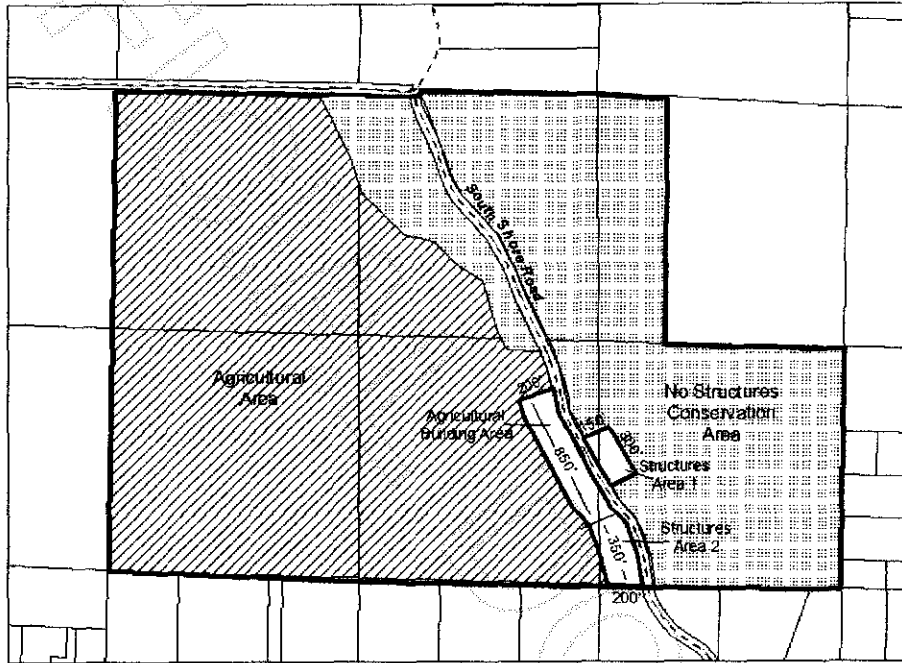 South Shore Road
Agricultural
Area
No Structures
Conservation
Area
200'
Agricultural
Building Area
850'
Structures
Area 1
Structures
Area 2
350'
200'